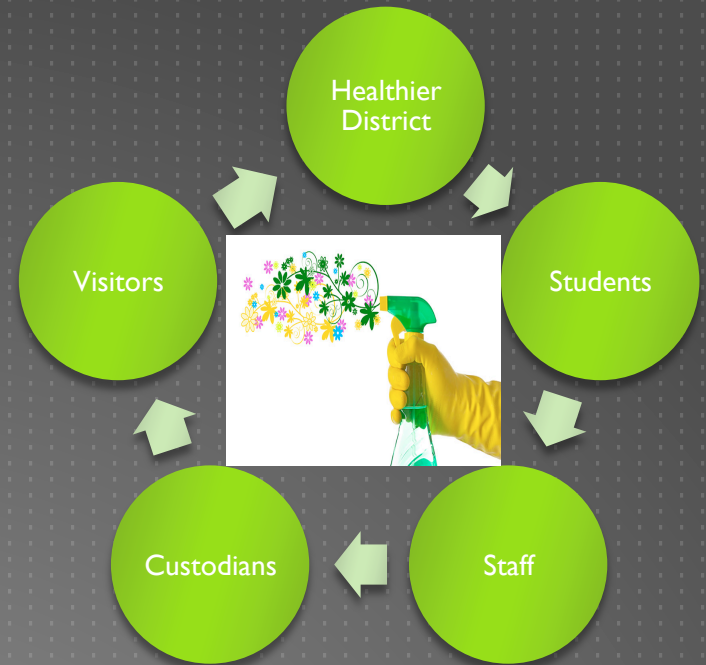 Healthier
District
Students
Staff
Custodians
Visitors